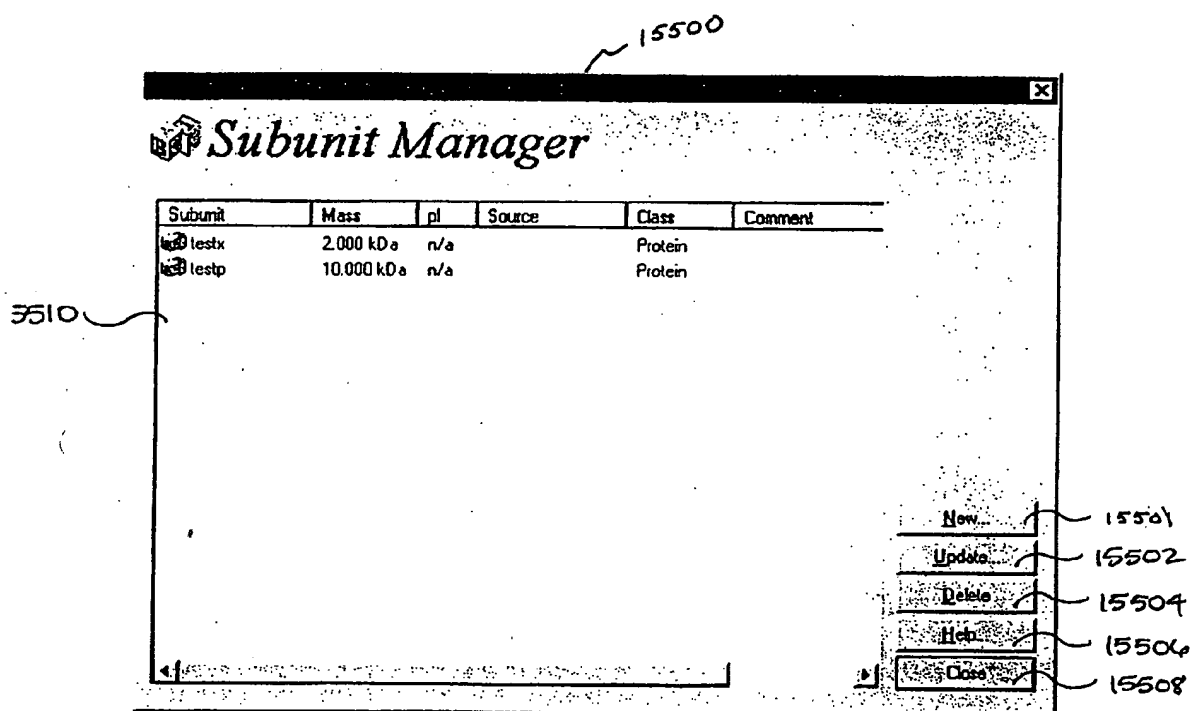 15500
Subunit Manager
Subunit Mass pI Source Class Comment
testx 2.000 kDa n/a Protein
testp 10.000 kDa n/a Protein
3510
New... 15501
Update... 15502
Delete 15504
Help... 15506
Close 15508